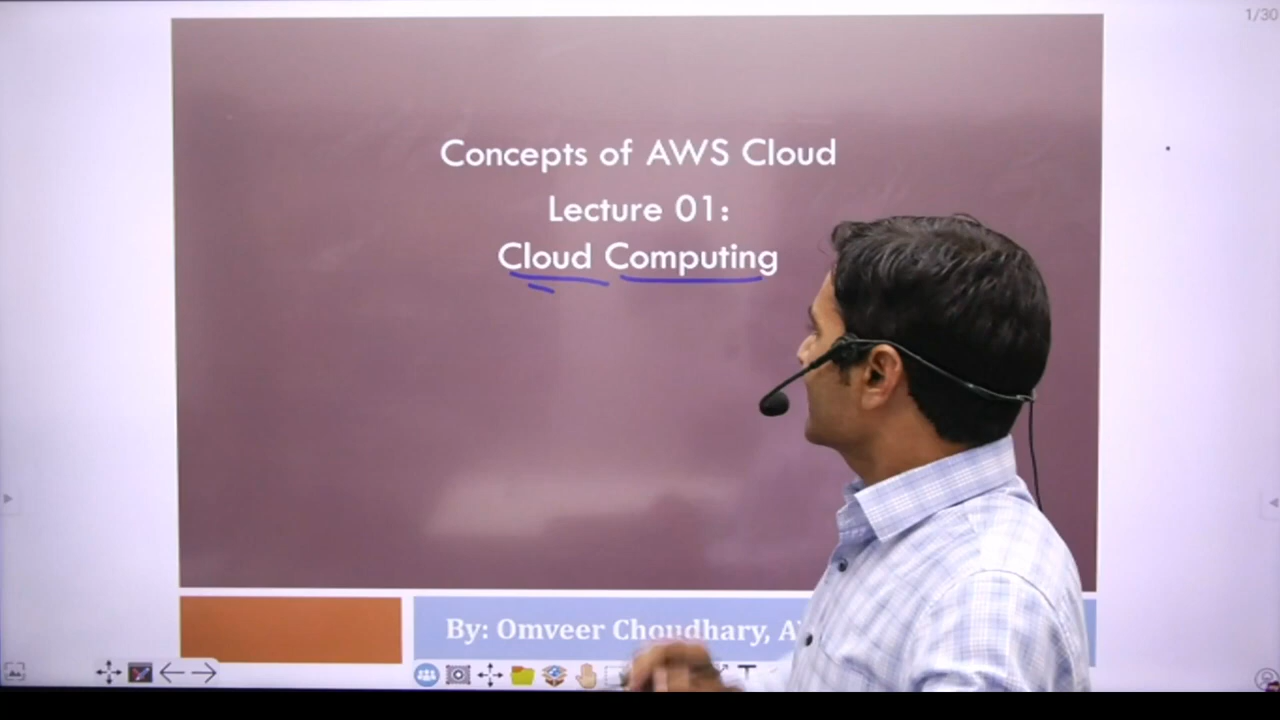 1/30
Concepts of AWS Cloud
Lecture 01:
Cloud Computing
By: Omveer Choudhary,